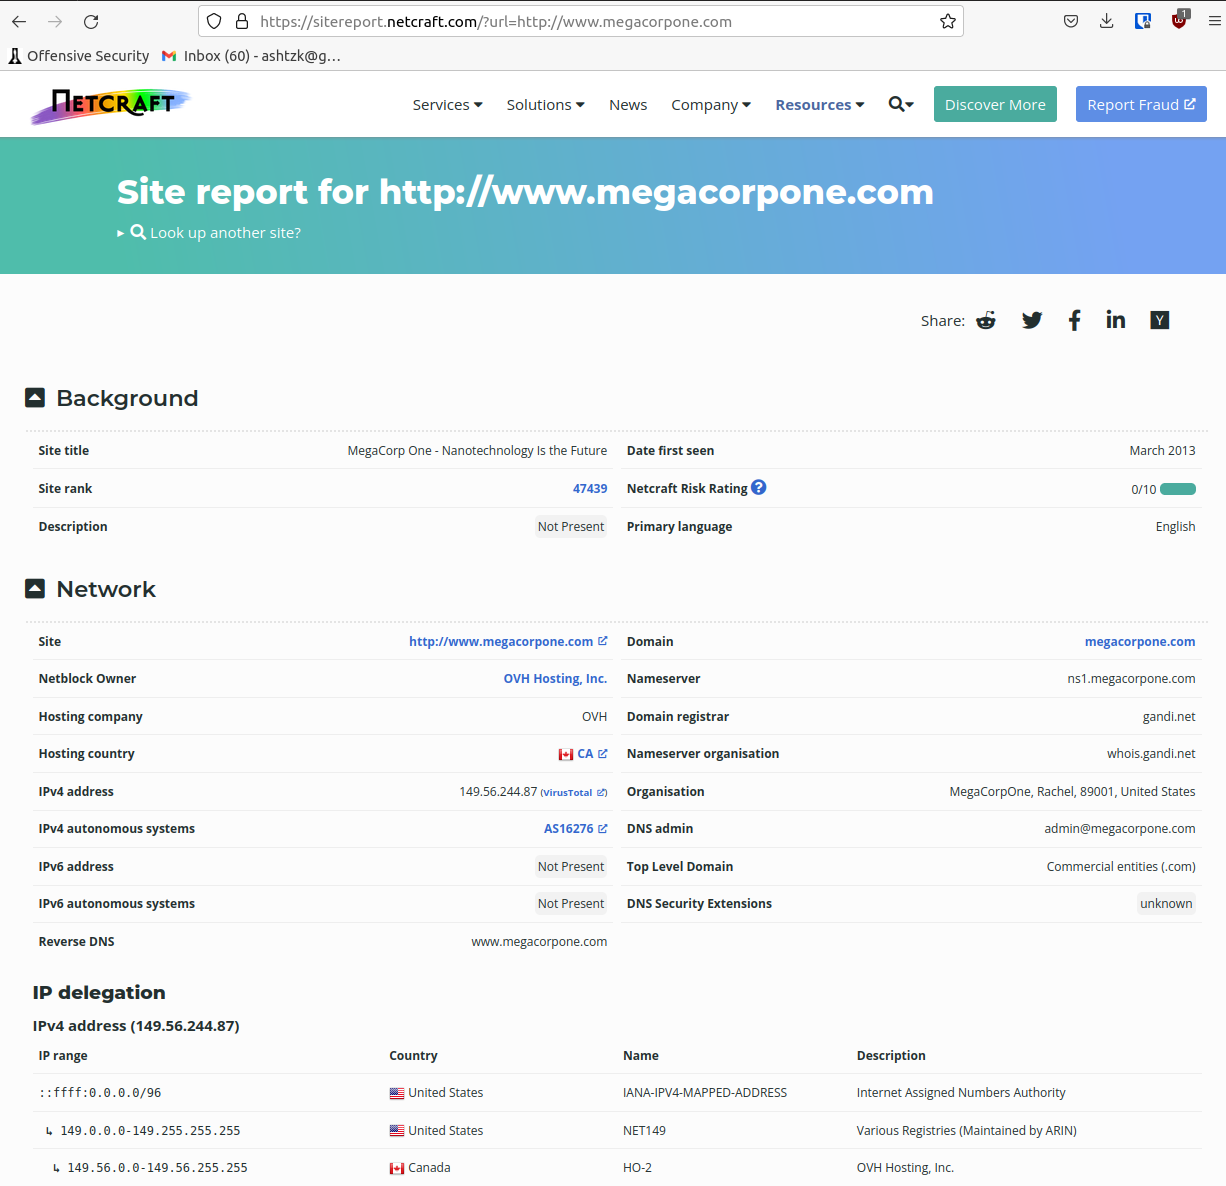 https://sitereport.netcraft.com/?url=http://www.megacorpone.com
1
Offensive Security Inbox (60) - ashtzk@g...
NETCRAFT
Services Solutions News Company Resources Discover More Report Fraud
Site report for http://www.megacorpone.com
Look up another site?
Share: Y
Background
Site title MegaCorp One - Nanotechnology Is the Future Date first seen March 2013
Site rank 47439 Netcraft Risk Rating ? 0/10
Description Not Present Primary language English
Network
Site http://www.megacorpone.com Domain megacorpone.com
Netblock Owner OVH Hosting, Inc. Nameserver ns1.megacorpone.com
Hosting company OVH Domain registrar gandi.net
Hosting country CA Nameserver organisation whois.gandi.net
IPv4 address 149.56.244.87 (VirusTotal) Organisation MegaCorpOne, Rachel, 89001, United States
IPv4 autonomous systems AS16276 DNS admin admin@megacorpone.com
IPv6 address Not Present Top Level Domain Commercial entities (.com)
IPv6 autonomous systems Not Present DNS Security Extensions unknown
Reverse DNS www.megacorpone.com
IP delegation
IPv4 address (149.56.244.87)
IP range Country Name Description
::ffff:0.0.0.0/96 United States IANA-IPV4-MAPPED-ADDRESS Internet Assigned Numbers Authority
↳ 149.0.0.0-149.255.255.255 United States NET149 Various Registries (Maintained by ARIN)
↳ 149.56.0.0-149.56.255.255 Canada HO-2 OVH Hosting, Inc.